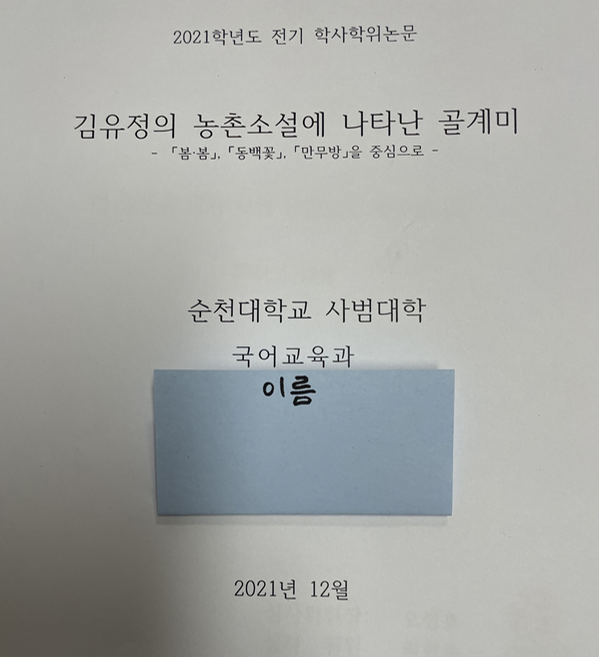 2021학년도 전기 학사학위논문
김유정의 농촌소설에 나타난 골계미
- 「봄·봄」, 「동백꽃」, 「만무방」을 중심으로 -
순천대학교 사범대학
국어교육과
이름
2021년 12월